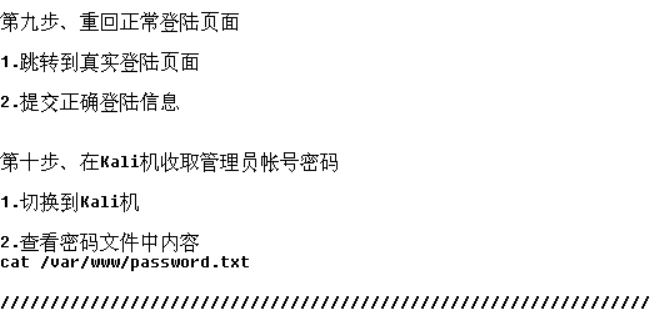 第九步、重回正常登陆页面
1.跳转到真实登陆页面
2.提交正确登陆信息
第十步、在Kali机收取管理员帐号密码
1.切换到Kali机
2.查看密码文件中内容
cat /var/www/password.txt
/////////////////////////////////////////////////////////////////